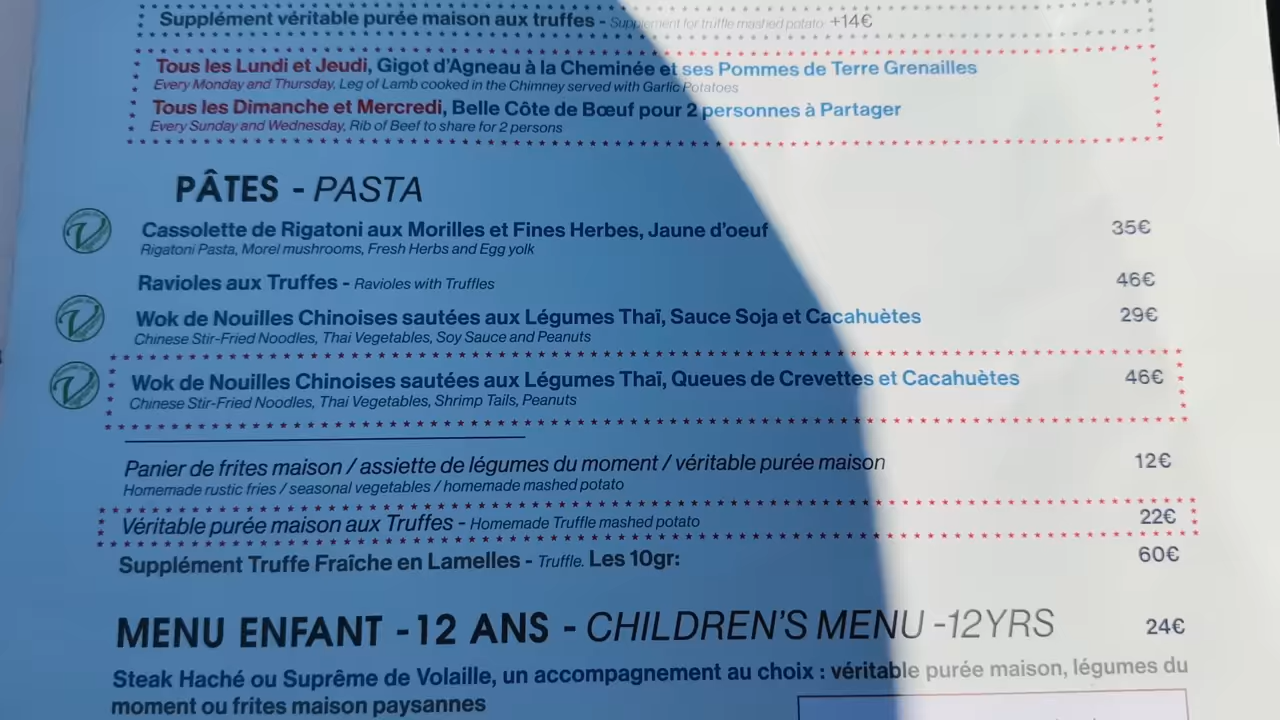 Supplément véritable purée maison aux truffes - Supplement for truffle mashed potato +14€
Tous les Lundi et Jeudi, Gigot d'Agneau à la Cheminée et ses Pommes de Terre Grenailles
Every Monday and Thursday, Leg of Lamb cooked in the Chimney served with Garlic Potatoes
Tous les Dimanche et Mercredi, Belle Côte de Bœuf pour 2 personnes à Partager
Every Sunday and Wednesday, Rib of Beef to share for 2 persons
PÂTES - PASTA
Cassolette de Rigatoni aux Morilles et Fines Herbes, Jaune d'oeuf 35€
Rigatoni Pasta, Morel mushrooms, Fresh Herbs and Egg yolk
Ravioles aux Truffes - Ravioles with Truffles 46€
Wok de Nouilles Chinoises sautées aux Légumes Thaï, Sauce Soja et Cacahuètes 29€
Chinese Stir-Fried Noodles, Thai Vegetables, Soy Sauce and Peanuts
Wok de Nouilles Chinoises sautées aux Légumes Thaï, Queues de Crevettes et Cacahuètes 46€
Chinese Stir-Fried Noodles, Thai Vegetables, Shrimp Tails, Peanuts
Panier de frites maison / assiette de légumes du moment / véritable purée maison 12€
Homemade rustic fries / seasonal vegetables / homemade mashed potato
Véritable purée maison aux Truffes - Homemade Truffle mashed potato 22€
Supplément Truffe Fraîche en Lamelles - Truffle. Les 10gr: 60€
MENU ENFANT -12 ANS - CHILDREN'S MENU -12YRS 24€
Steak Haché ou Suprême de Volaille, un accompagnement au choix : véritable purée maison, légumes du
moment ou frites maison paysannes